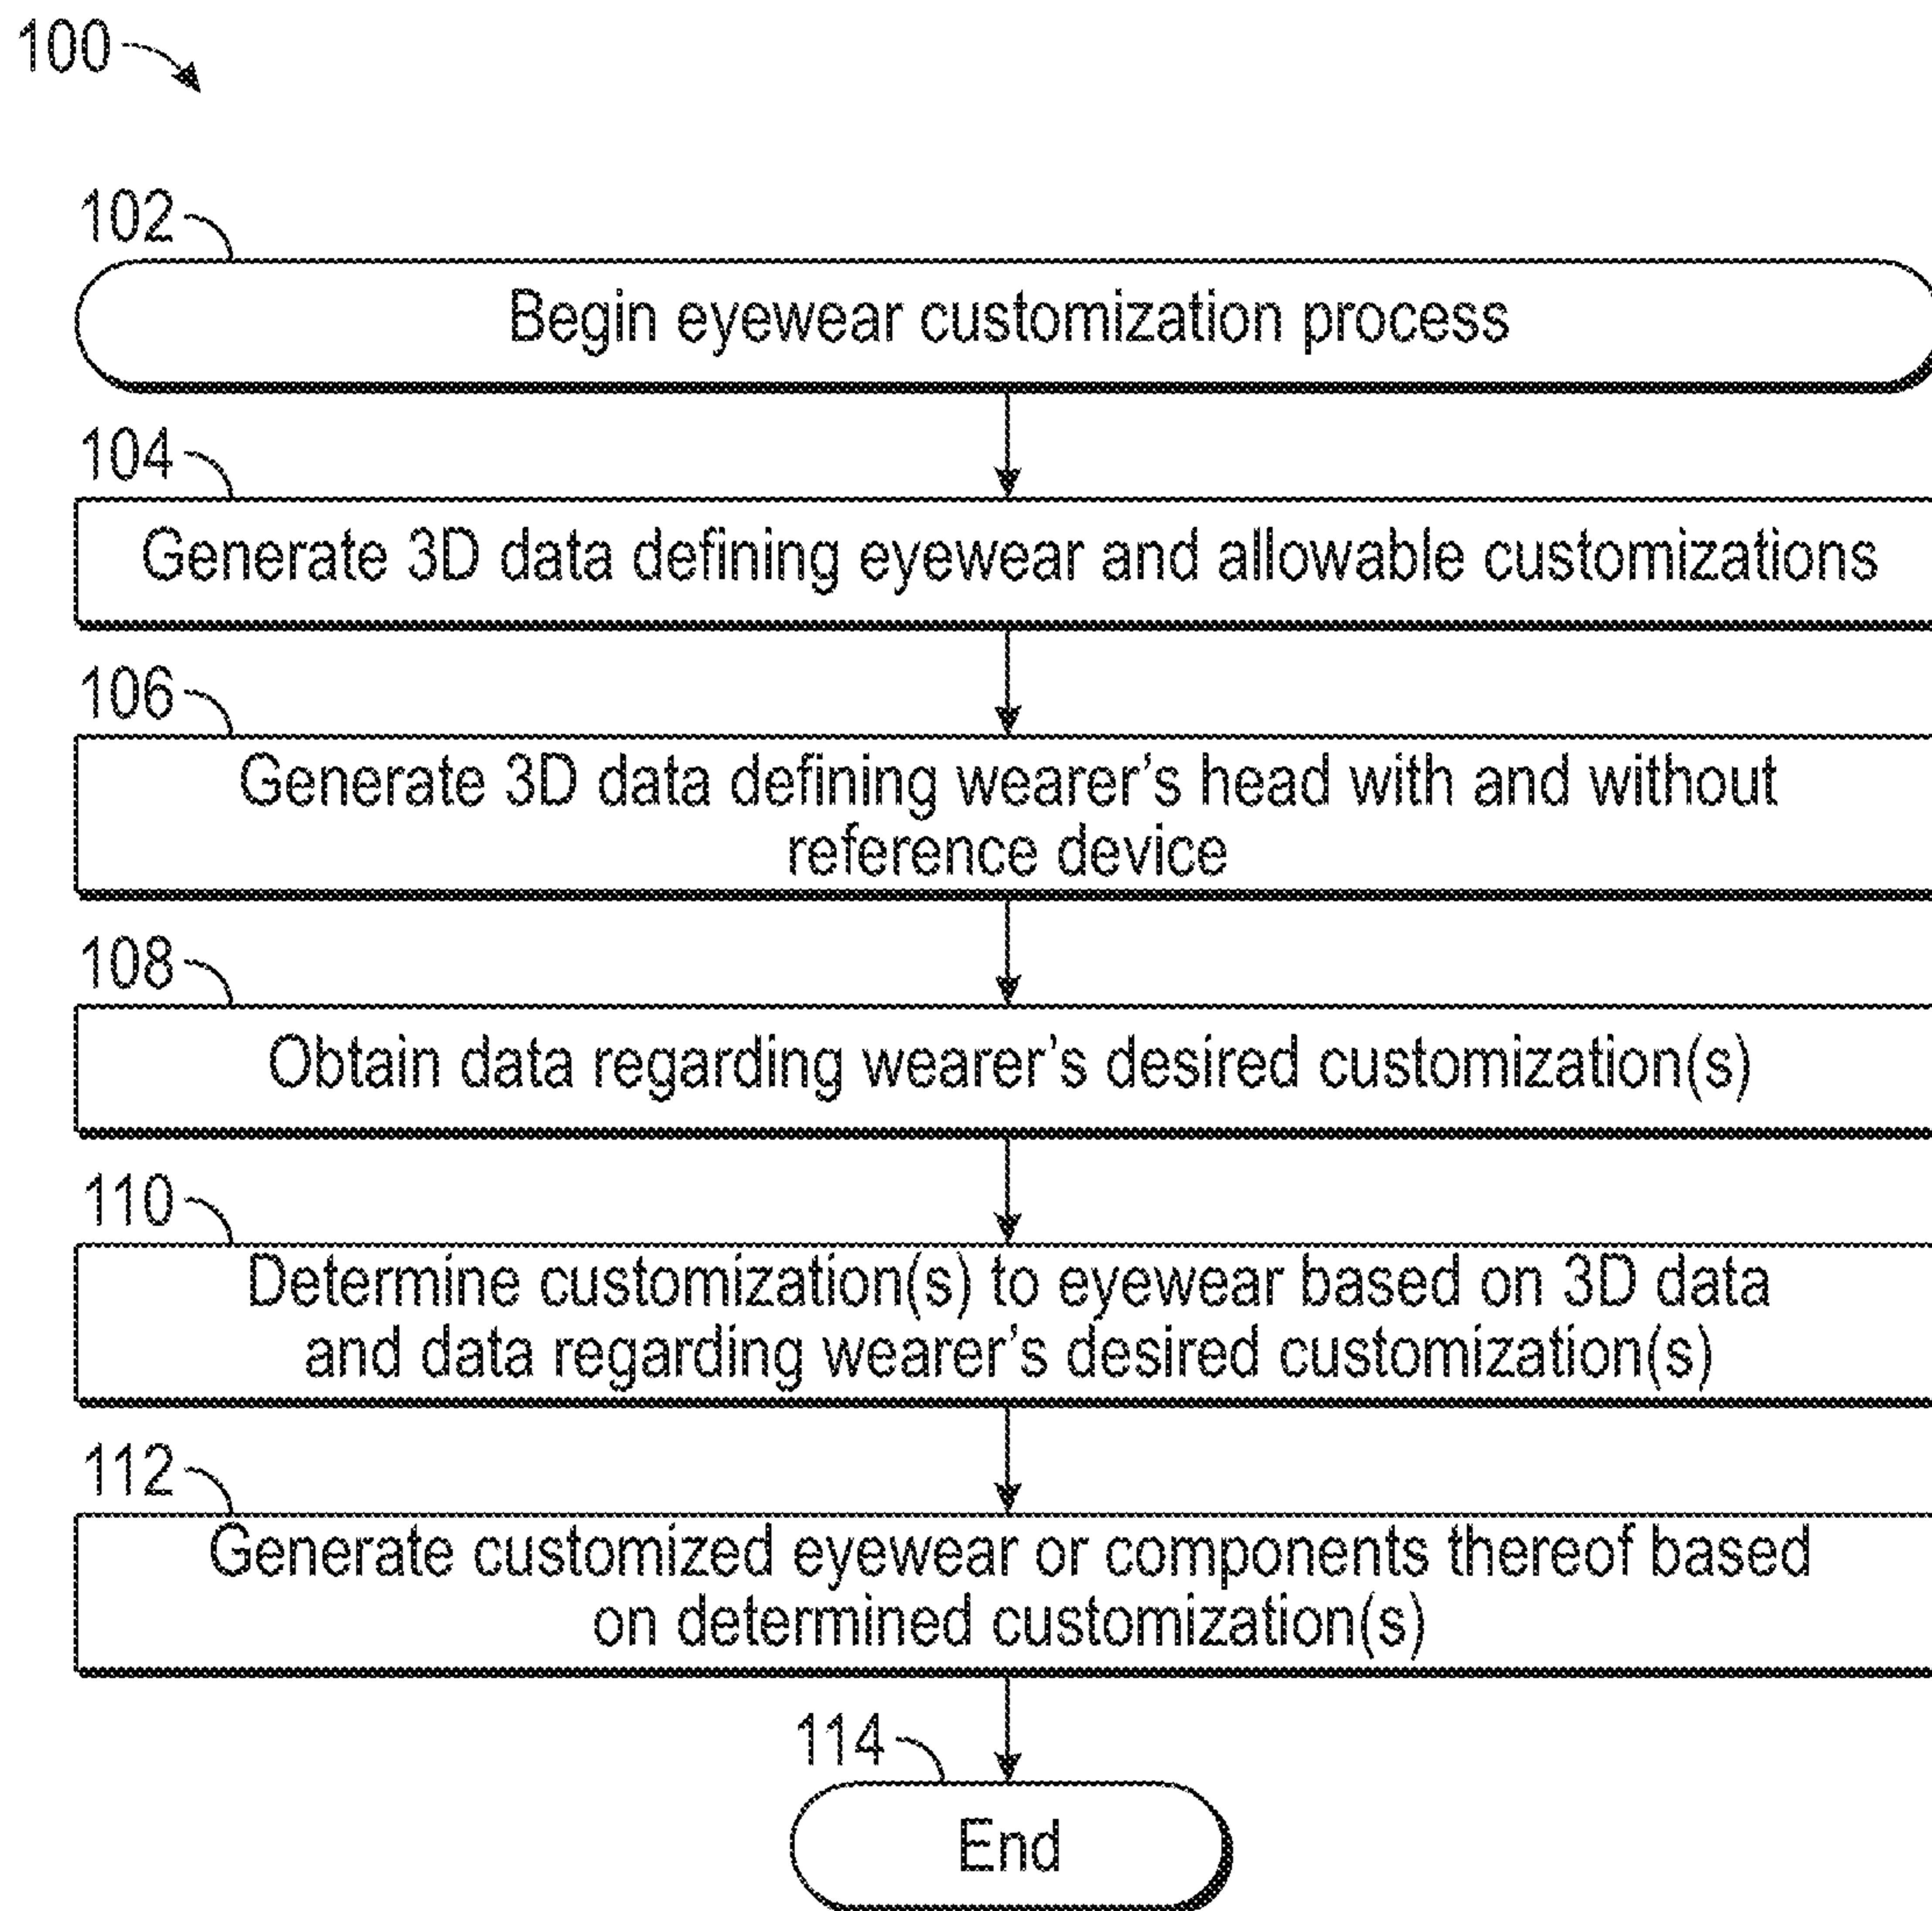 100
102
Begin eyewear customization process
104
Generate 3D data defining eyewear and allowable customizations
106
Generate 3D data defining wearer’s head with and without
reference device
108
Obtain data regarding wearer’s desired customization(s)
110
Determine customization(s) to eyewear based on 3D data
and data regarding wearer’s desired customization(s)
112
Generate customized eyewear or components thereof based
on determined customization(s)
114
End